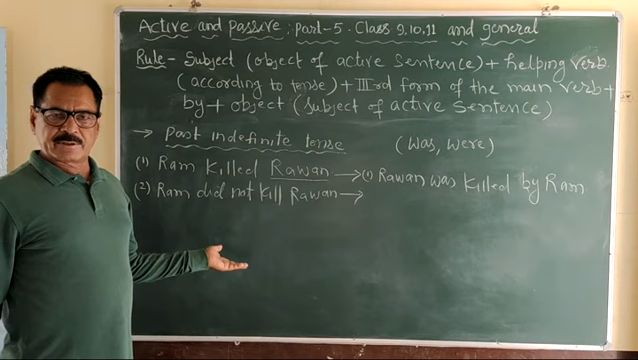 Active and passive: Part-5. Class 9,10,11 and general
Rule- Subject (object of active sentence) + helping verb
(according to tense) + IIIrd form of the main verb +
by + object (subject of active sentence)
→ Past indefinite tense (was, were)
(1) Ram killed Rawan → (1) Rawan was killed by Ram
(2) Ram did not kill Rawan →